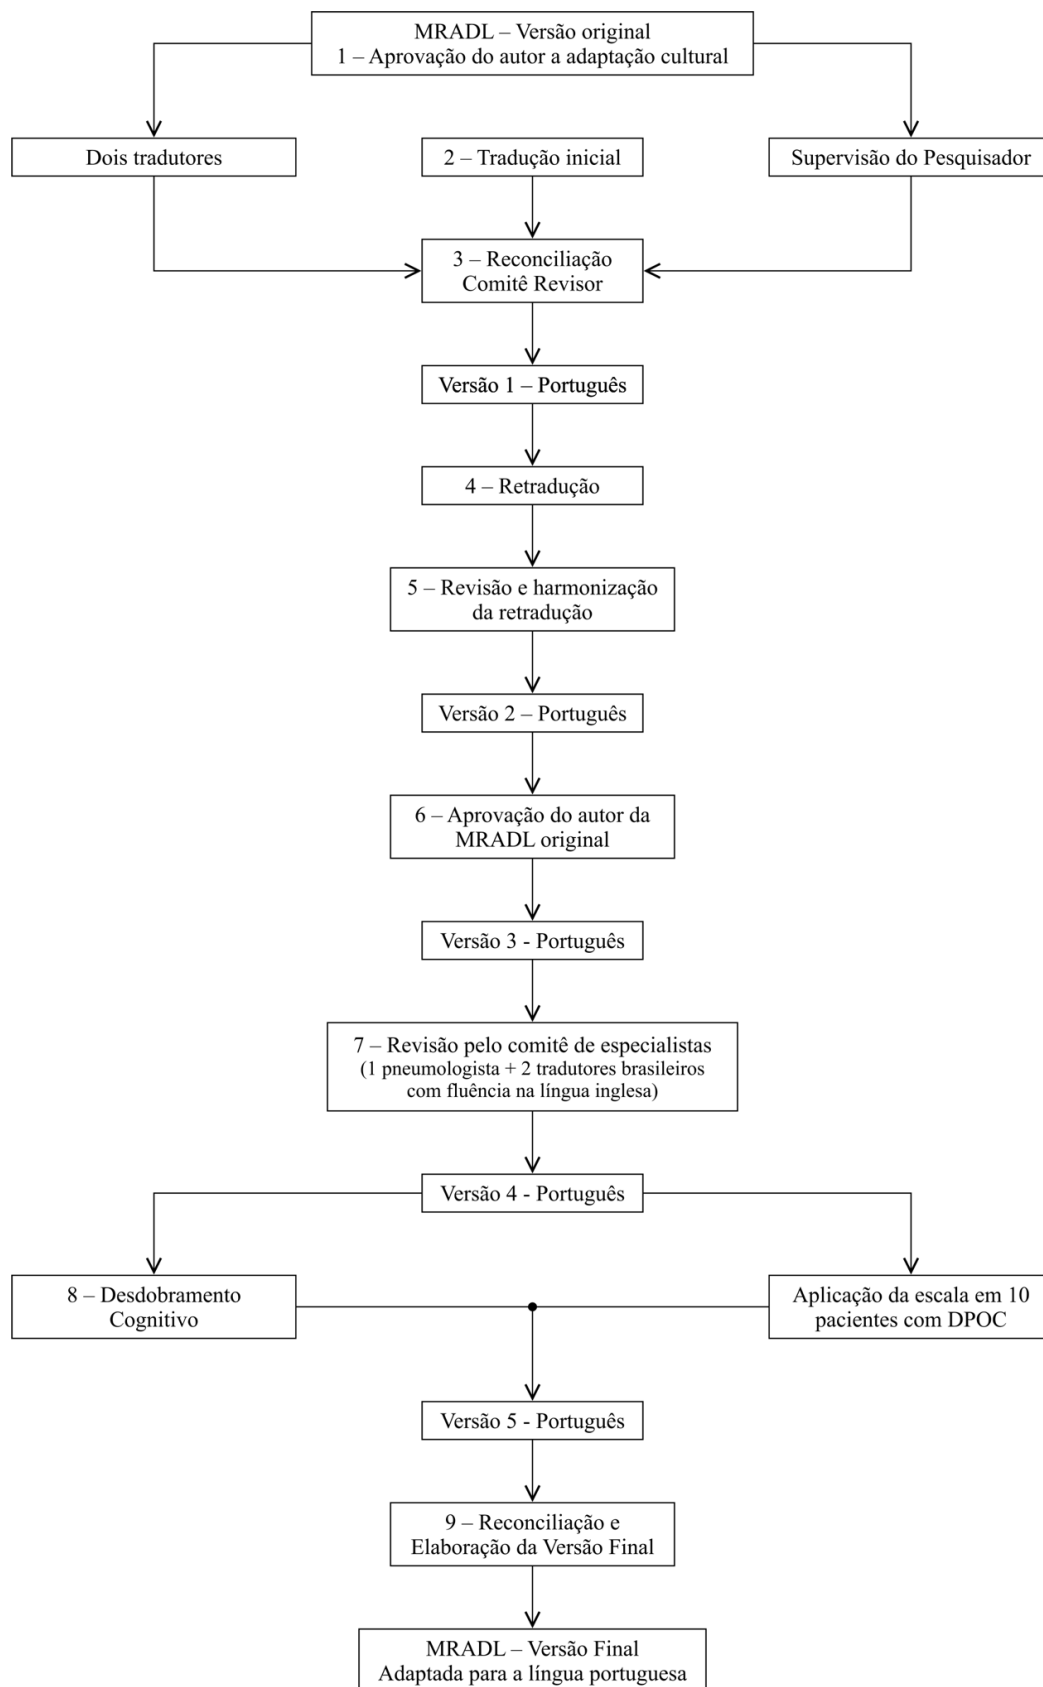 MRADL – Versão original
1 – Aprovação do autor a adaptação cultural
Dois tradutores
2 – Tradução inicial
Supervisão do Pesquisador
3 – Reconciliação
Comitê Revisor
Versão 1 – Português
4 – Retradução
5 – Revisão e harmonização
da retradução
Versão 2 – Português
6 – Aprovação do autor da
MRADL original
Versão 3 - Português
7 – Revisão pelo comitê de especialistas
(1 pneumologista + 2 tradutores brasileiros
com fluência na língua inglesa)
Versão 4 - Português
8 – Desdobramento
Cognitivo
Aplicação da escala em 10
pacientes com DPOC
Versão 5 - Português
9 – Reconciliação e
Elaboração da Versão Final
MRADL – Versão Final
Adaptada para a língua portuguesa